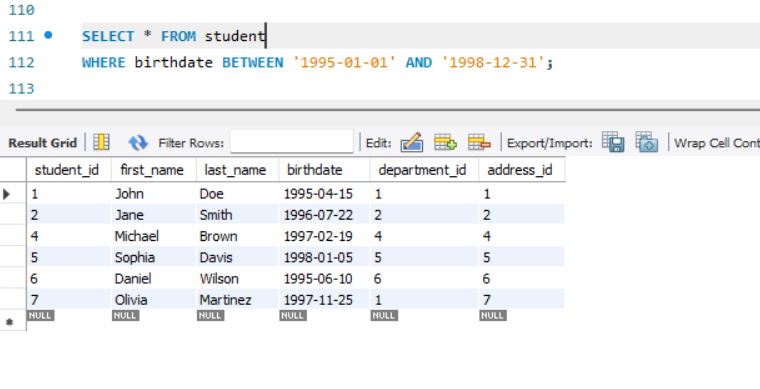 110
111 SELECT * FROM student
112 WHERE birthdate BETWEEN '1995-01-01' AND '1998-12-31';
113
Result Grid Filter Rows: Edit: Export/Import: Wrap Cell Cont
student_id first_name last_name birthdate department_id address_id
1 John Doe 1995-04-15 1 1
2 Jane Smith 1996-07-22 2 2
4 Michael Brown 1997-02-19 4 4
5 Sophia Davis 1998-01-05 5 5
6 Daniel Wilson 1995-06-10 6 6
7 Olivia Martinez 1997-11-25 1 7
NULL NULL NULL NULL NULL NULL